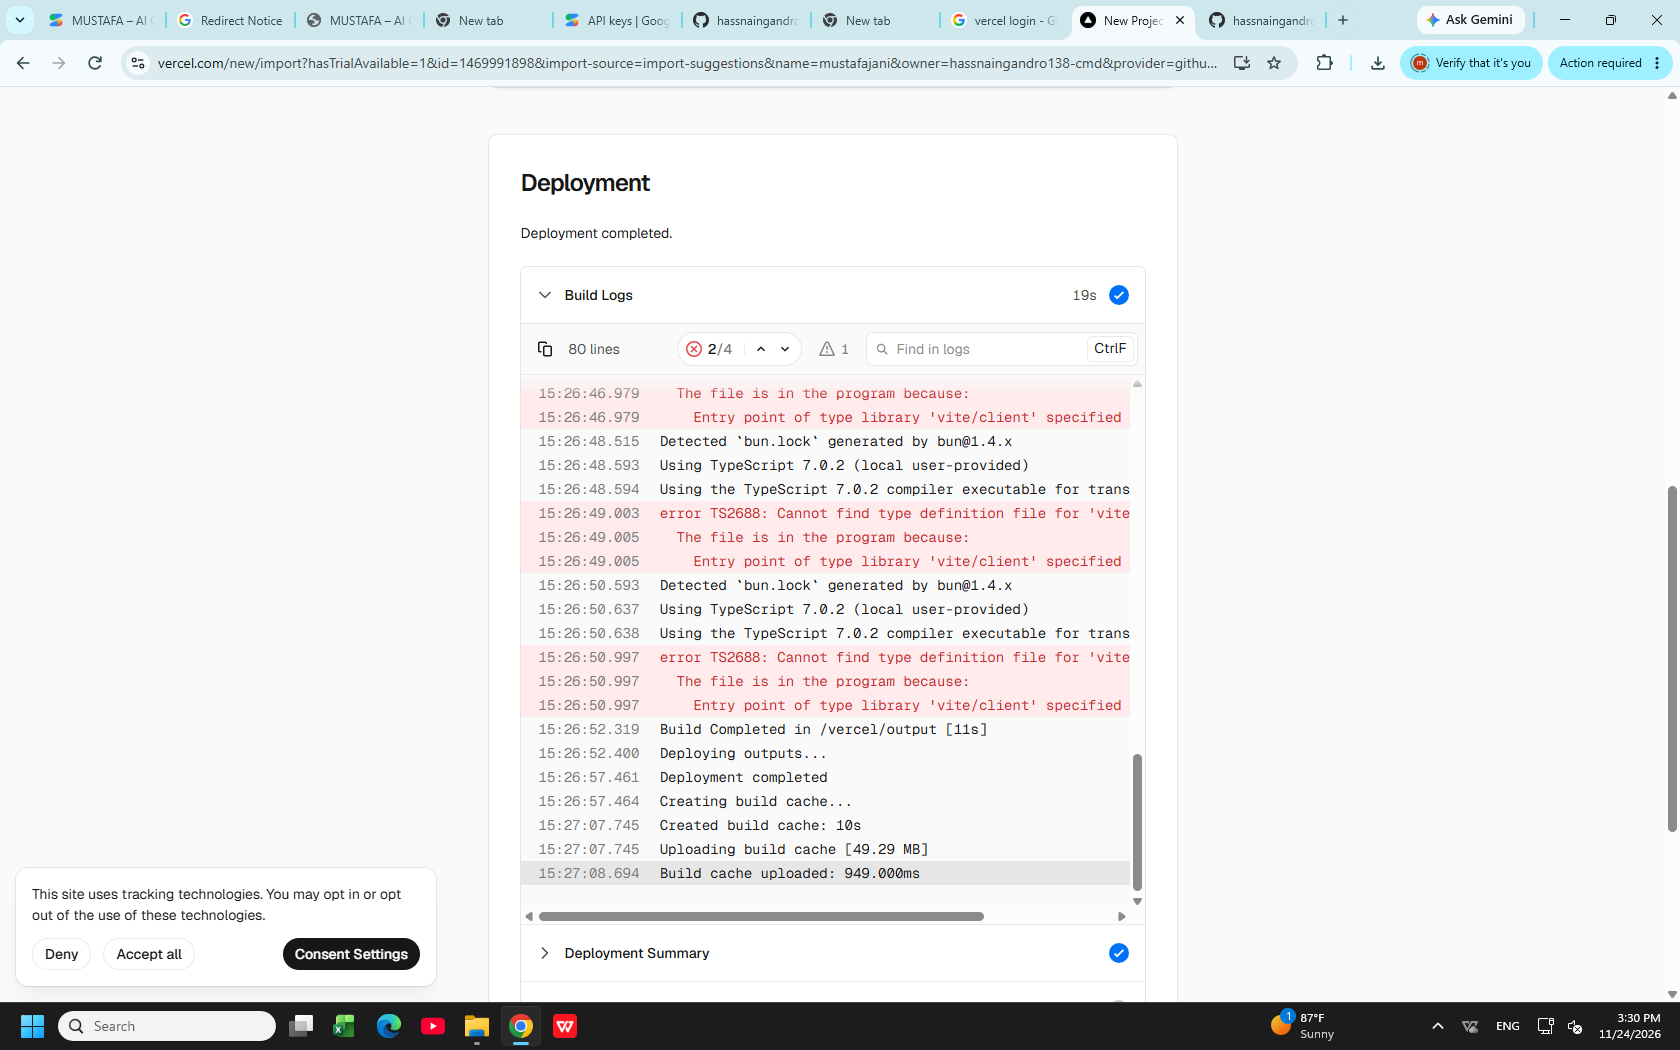 MUSTAFA – AI C
Redirect Notice
MUSTAFA – AI C
New tab
API keys | Goog
hassnaingandro
New tab
vercel login - G
New Projec
hassnaingandro
Ask Gemini
vercel.com/new/import?hasTrialAvailable=1&id=1469991898&import-source=import-suggestions&name=mustafajani&owner=hassnaingandro138-cmd&provider=githu...
m
Verify that it's you
Action required
Deployment
Deployment completed.
Build Logs
19s
80 lines
2/4
1
Find in logs
CtrlF
15:26:46.979 The file is in the program because:
15:26:46.979 Entry point of type library 'vite/client' specified
15:26:48.515 Detected `bun.lock` generated by bun@1.4.x
15:26:48.593 Using TypeScript 7.0.2 (local user-provided)
15:26:48.594 Using the TypeScript 7.0.2 compiler executable for trans
15:26:49.003 error TS2688: Cannot find type definition file for 'vite
15:26:49.005 The file is in the program because:
15:26:49.005 Entry point of type library 'vite/client' specified
15:26:50.593 Detected `bun.lock` generated by bun@1.4.x
15:26:50.637 Using TypeScript 7.0.2 (local user-provided)
15:26:50.638 Using the TypeScript 7.0.2 compiler executable for trans
15:26:50.997 error TS2688: Cannot find type definition file for 'vite
15:26:50.997 The file is in the program because:
15:26:50.997 Entry point of type library 'vite/client' specified
15:26:52.319 Build Completed in /vercel/output [11s]
15:26:52.400 Deploying outputs...
15:26:57.461 Deployment completed
15:26:57.464 Creating build cache...
15:27:07.745 Created build cache: 10s
15:27:07.745 Uploading build cache [49.29 MB]
15:27:08.694 Build cache uploaded: 949.000ms
Deployment Summary
This site uses tracking technologies. You may opt in or opt
out of the use of these technologies.
Deny
Accept all
Consent Settings
Search
1
87°F
Sunny
ENG
3:30 PM
11/24/2026